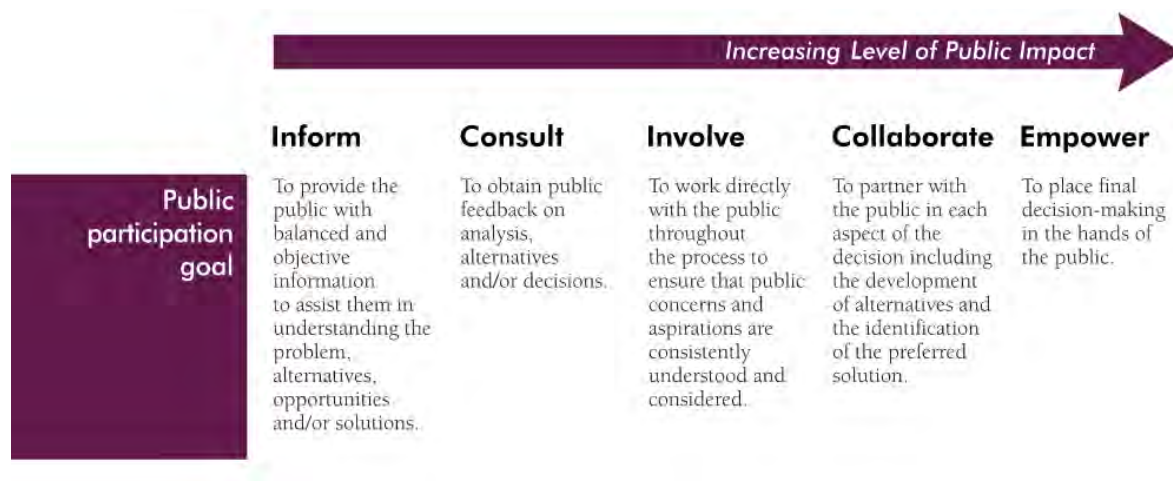 Increasing Level of Public Impact
Inform
Consult
Involve
Collaborate
Empower
Public
participation
goal
To provide the
public with
balanced and
objective
information
to assist them in
understanding the
problem,
alternatives,
opportunities
and/or solutions.
To obtain public
feedback on
analysis,
alternatives
and/or decisions.
To work directly
with the public
throughout
the process to
ensure that public
concerns and
aspirations are
consistently
understood and
considered.
To partner with
the public in each
aspect of the
decision including
the development
of alternatives and
the identification
of the preferred
solution.
To place final
decision-making
in the hands of
the public.